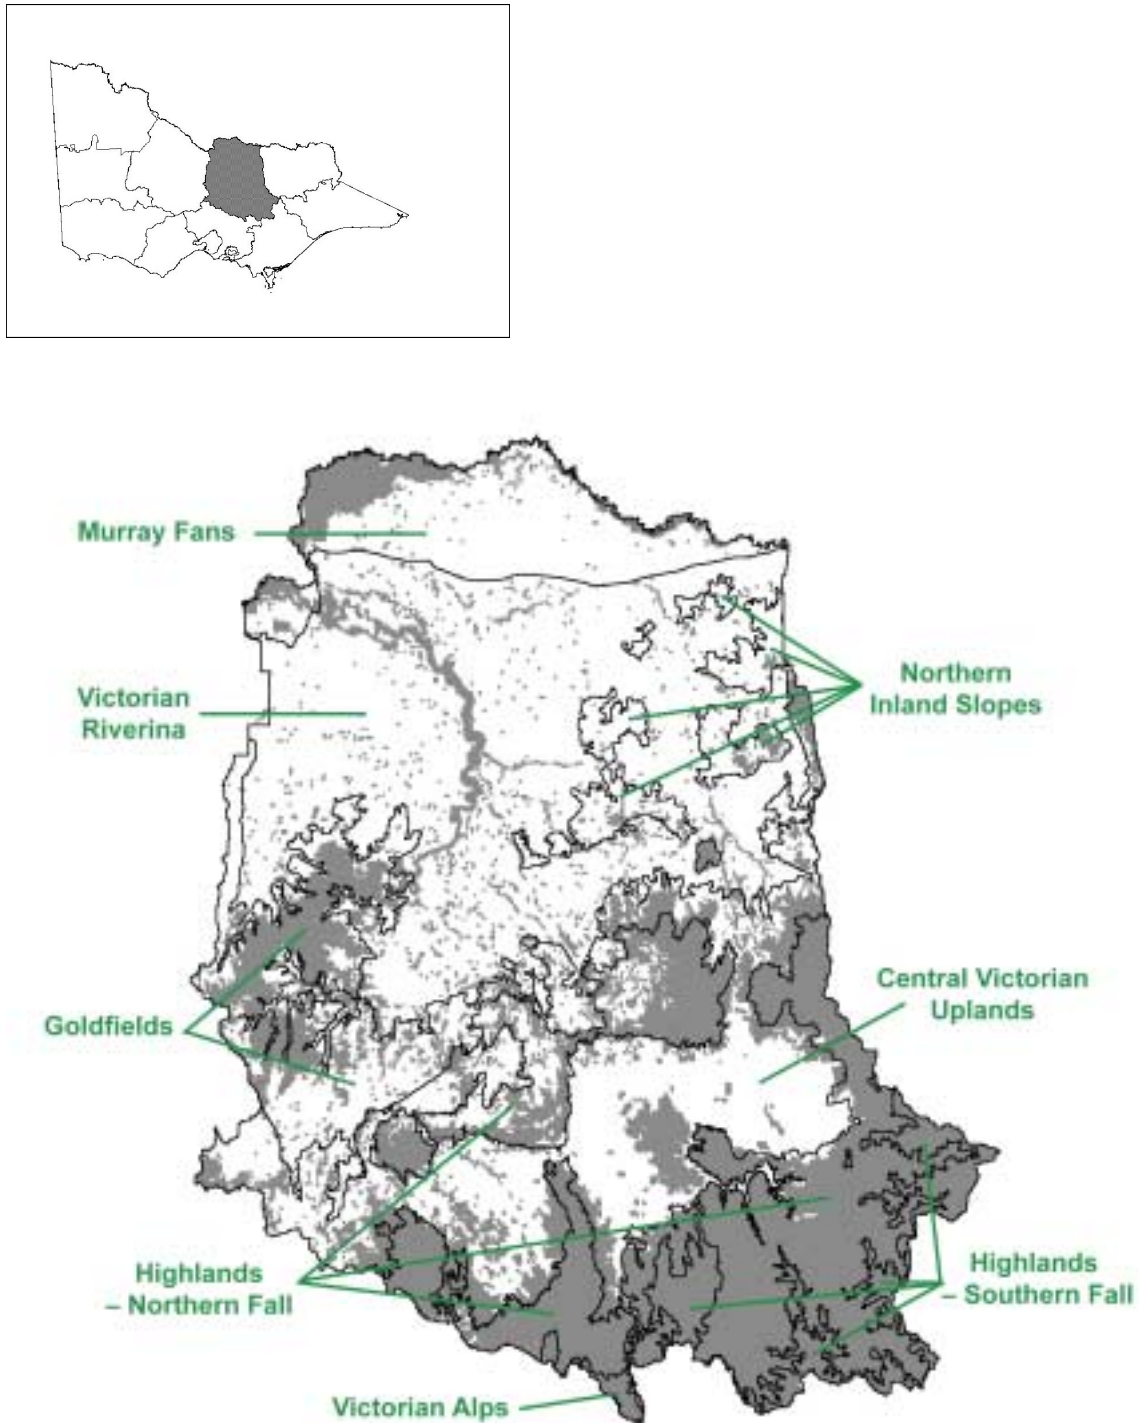 Murray Fans
Northern
Inland Slopes
Victorian
Riverina
Central Victorian
Uplands
Goldfields
Highlands
– Northern Fall
Highlands
– Southern Fall
Victorian Alps